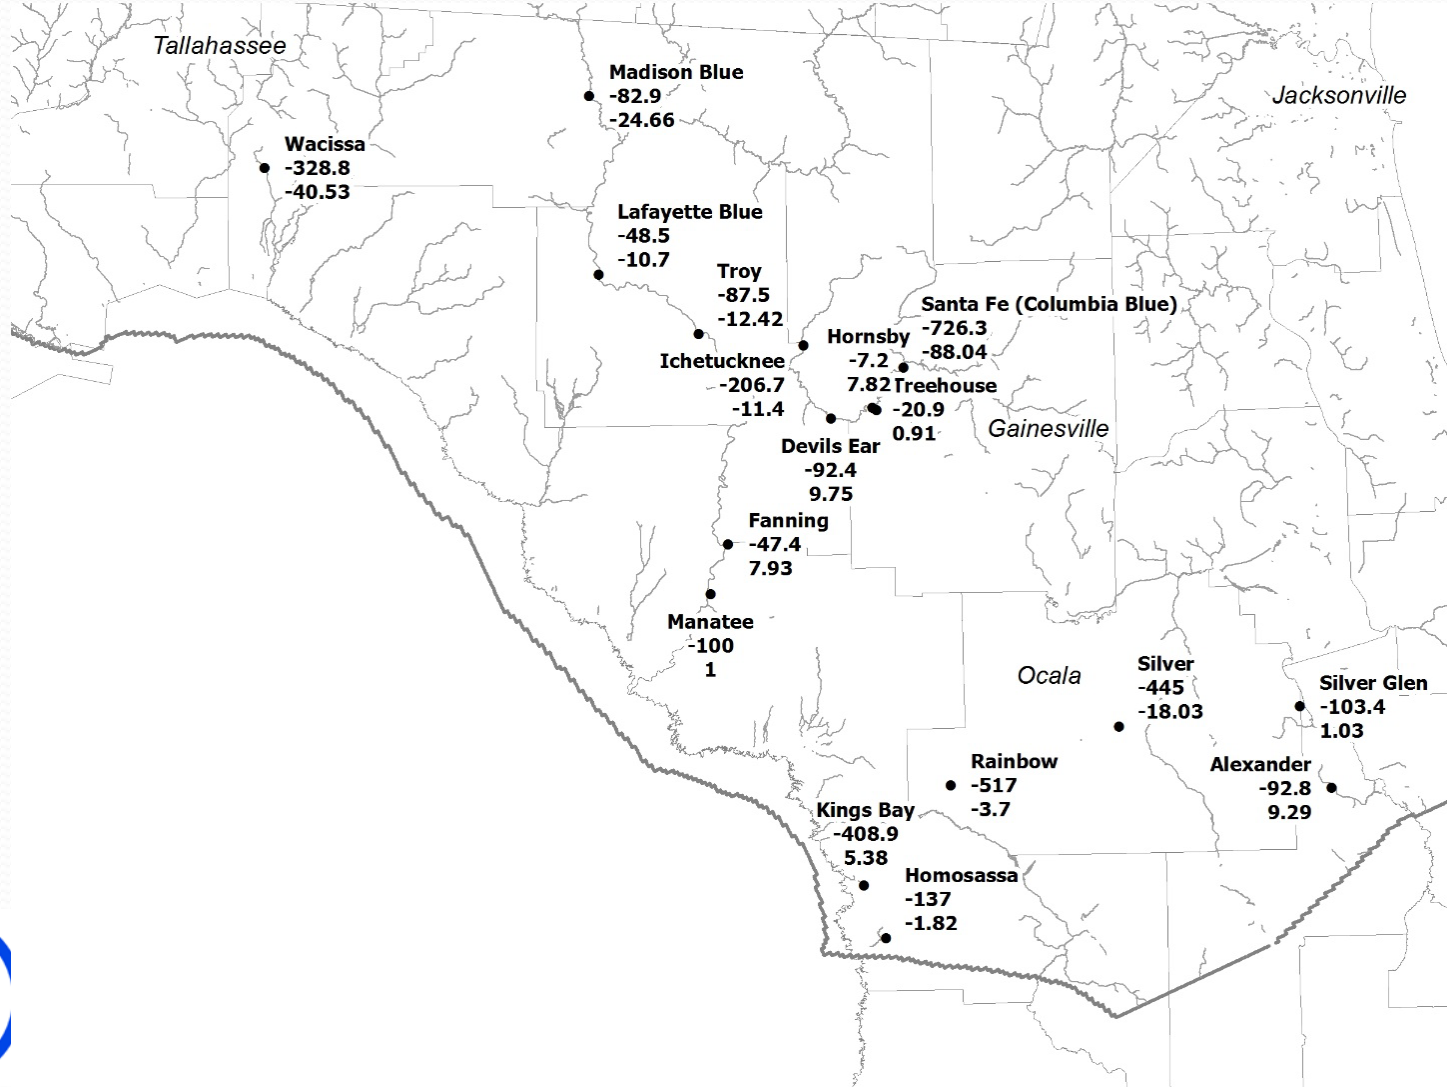 Tallahassee
Madison Blue
-82.9
-24.66
Jacksonville
Wacissa
-328.8
-40.53
Lafayette Blue
-48.5
-10.7
Troy
-87.5
-12.42
Santa Fe (Columbia Blue)
-726.3
-88.04
Hornsby
-7.2
7.82
Ichetucknee
-206.7
-11.4
Treehouse
-20.9
0.91
Gainesville
Devils Ear
-92.4
9.75
Fanning
-47.4
7.93
Manatee
-100
1
Ocala
Silver
-445
-18.03
Silver Glen
-103.4
1.03
Rainbow
-517
-3.7
Alexander
-92.8
9.29
Kings Bay
-408.9
5.38
Homosassa
-137
-1.82